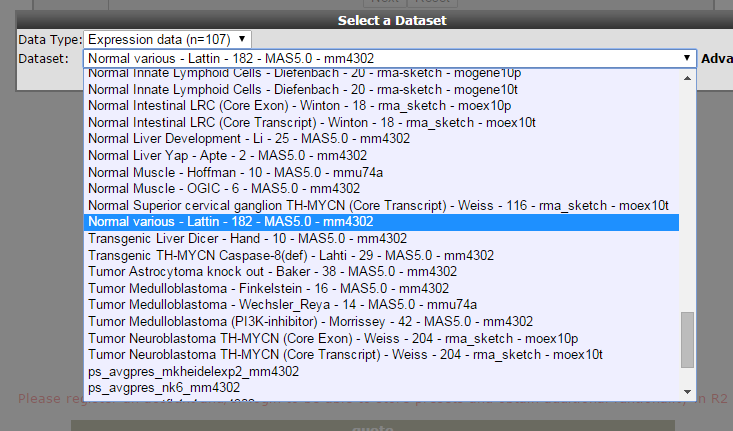 Next Reset
Select a Dataset
Data Type: Expression data (n=107)
Dataset: Normal various - Lattin - 182 - MAS5.0 - mm4302 Adva
Normal Innate Lymphoid Cells - Diefenbach - 20 - rma-sketch - mogene10p
Normal Innate Lymphoid Cells - Diefenbach - 20 - rma-sketch - mogene10t
Normal Intestinal LRC (Core Exon) - Winton - 18 - rma_sketch - moex10p
Normal Intestinal LRC (Core Transcript) - Winton - 18 - rma_sketch - moex10t
Normal Liver Development - Li - 25 - MAS5.0 - mm4302
Normal Liver Yap - Apte - 2 - MAS5.0 - mm4302
Normal Muscle - Hoffman - 10 - MAS5.0 - mmu74a
Normal Muscle - OGIC - 6 - MAS5.0 - mm4302
Normal Superior cervical ganglion TH-MYCN (Core Transcript) - Weiss - 116 - rma_sketch - moex10t
Normal various - Lattin - 182 - MAS5.0 - mm4302
Transgenic Liver Dicer - Hand - 10 - MAS5.0 - mm4302
Transgenic TH-MYCN Caspase-8(def) - Lahti - 29 - MAS5.0 - mm4302
Tumor Astrocytoma knock out - Baker - 38 - MAS5.0 - mm4302
Tumor Medulloblastoma - Finkelstein - 16 - MAS5.0 - mm4302
Tumor Medulloblastoma - Wechsler_Reya - 14 - MAS5.0 - mmu74a
Tumor Medulloblastoma (PI3K-inhibitor) - Morrissey - 42 - MAS5.0 - mm4302
Tumor Neuroblastoma TH-MYCN (Core Exon) - Weiss - 204 - rma_sketch - moex10p
Tumor Neuroblastoma TH-MYCN (Core Transcript) - Weiss - 204 - rma_sketch - moex10t
ps_avgpres_mkheidelexp2_mm4302
ps_avgpres_nk6_mm4302
Please register in R2
quote